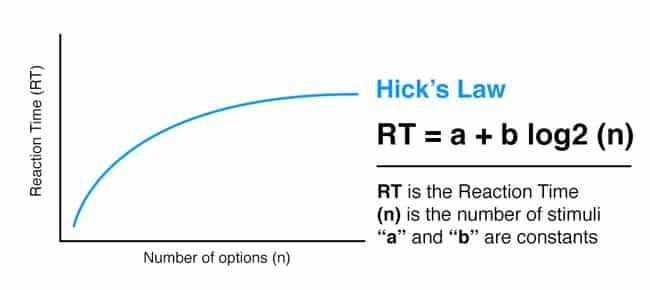 Reaction Time (RT)
Number of options (n)
Hick's Law
RT = a + b log2 (n)
RT is the Reaction Time
(n) is the number of stimuli
“a” and “b” are constants